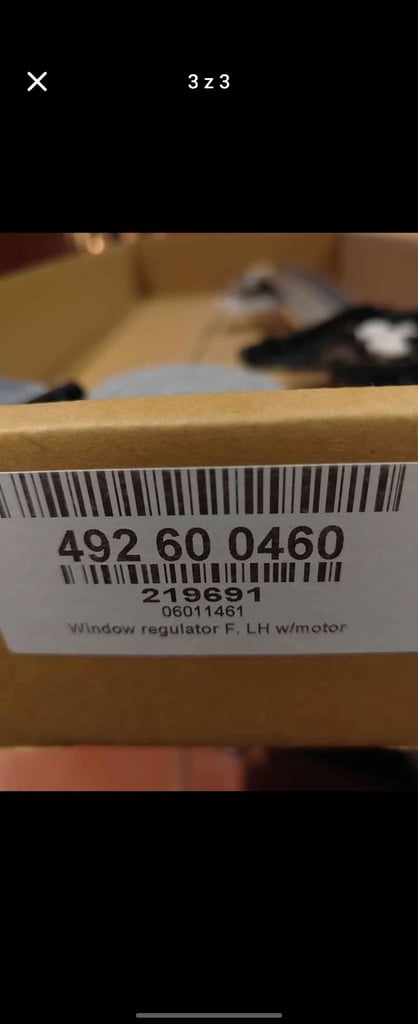 3 z 3
492 60 0460
219691
06011461
Window regulator F. LH w/motor